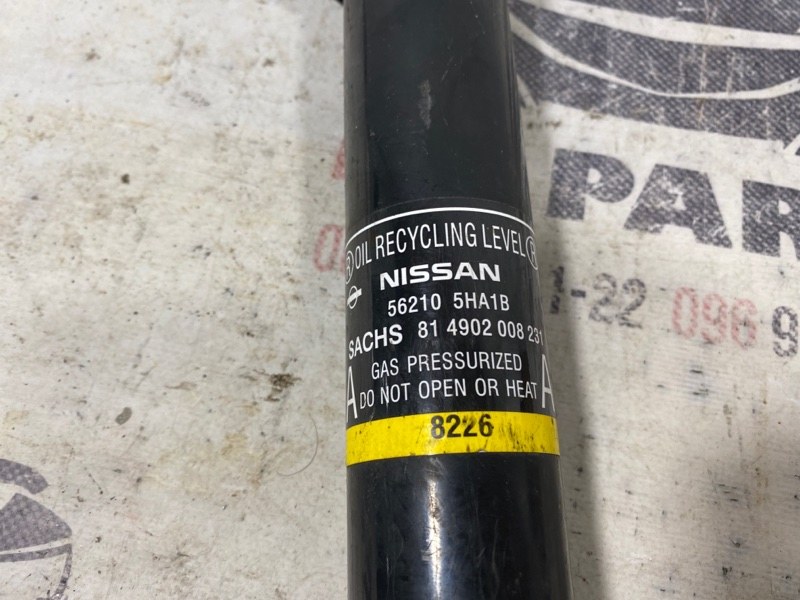 Ⓡ OIL RECYCLING LEVEL Ⓡ
NISSAN
56210 5HA1B
SACHS 81 4902 008 231
GAS PRESSURIZED
A DO NOT OPEN OR HEAT A
8226
PAR
-22 096 9